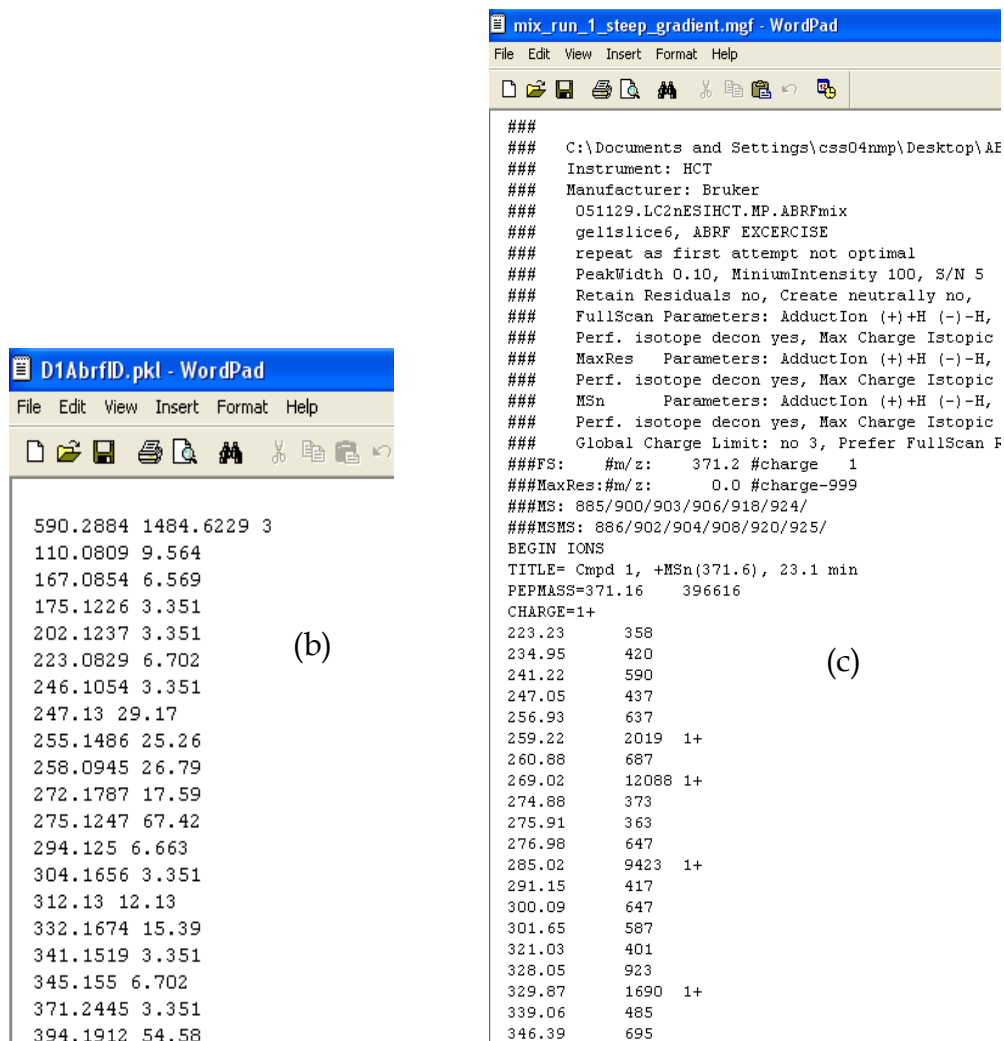 D1AbrfID.pkl - WordPad
File Edit View Insert Format Help
590.2884 1484.6229 3
110.0809 9.564
167.0854 6.569
175.1226 3.351
202.1237 3.351
223.0829 6.702
246.1054 3.351
247.13 29.17
255.1486 25.26
258.0945 26.79
272.1787 17.59
275.1247 67.42
294.125 6.663
304.1656 3.351
312.13 12.13
332.1674 15.39
341.1519 3.351
345.155 6.702
371.2445 3.351
394.1912 54.58
(b)
mix_run_1_steep_gradient.mgf - WordPad
File Edit View Insert Format Help
###
### C:\Documents and Settings\css04nmp\Desktop\AB
### Instrument: HCT
### Manufacturer: Bruker
### 051129.LC2nESIHCT.MP.ABRFmix
### gel1slice6, ABRF EXCERCISE
### repeat as first attempt not optimal
### PeakWidth 0.10, MiniumIntensity 100, S/N 5
### Retain Residuals no, Create neutrally no,
### FullScan Parameters: AdductIon (+)+H (-)-H,
### Perf. isotope decon yes, Max Charge Istopic
### MaxRes Parameters: AdductIon (+)+H (-)-H,
### Perf. isotope decon yes, Max Charge Istopic
### MSn Parameters: AdductIon (+)+H (-)-H,
### Perf. isotope decon yes, Max Charge Istopic
### Global Charge Limit: no 3, Prefer FullScan R
###FS: #m/z: 371.2 #charge 1
###MaxRes:#m/z: 0.0 #charge-999
###MS: 885/900/903/906/918/924/
###MSMS: 886/902/904/908/920/925/
BEGIN IONS
TITLE= Cmpd 1, +MSn(371.6), 23.1 min
PEPMASS=371.16 396616
CHARGE=1+
223.23 358
234.95 420
241.22 590
247.05 437
256.93 637
259.22 2019 1+
260.88 687
269.02 12088 1+
274.88 373
275.91 363
276.98 647
285.02 9423 1+
291.15 417
300.09 647
301.65 587
321.03 401
328.05 923
329.87 1690 1+
339.06 485
346.39 695
(c)